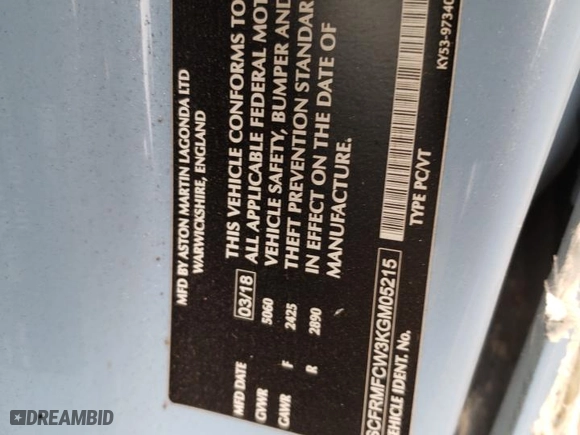 MFD BY ASTON MARTIN LAGONDA LTD
WARWICKSHIRE, ENGLAND
MFD DATE 03/18
GVWR 5060
GAWR F 2425
R 2890
THIS VEHICLE CONFORMS TO
ALL APPLICABLE FEDERAL MOT
VEHICLE SAFETY, BUMPER AND
THEFT PREVENTION STANDAR
IN EFFECT ON THE DATE OF
MANUFACTURE.
SCFRMFCW3KGM05215
VEHICLE IDENT. No.
TYPE PC/VT
KY53-9734
DREAMBID